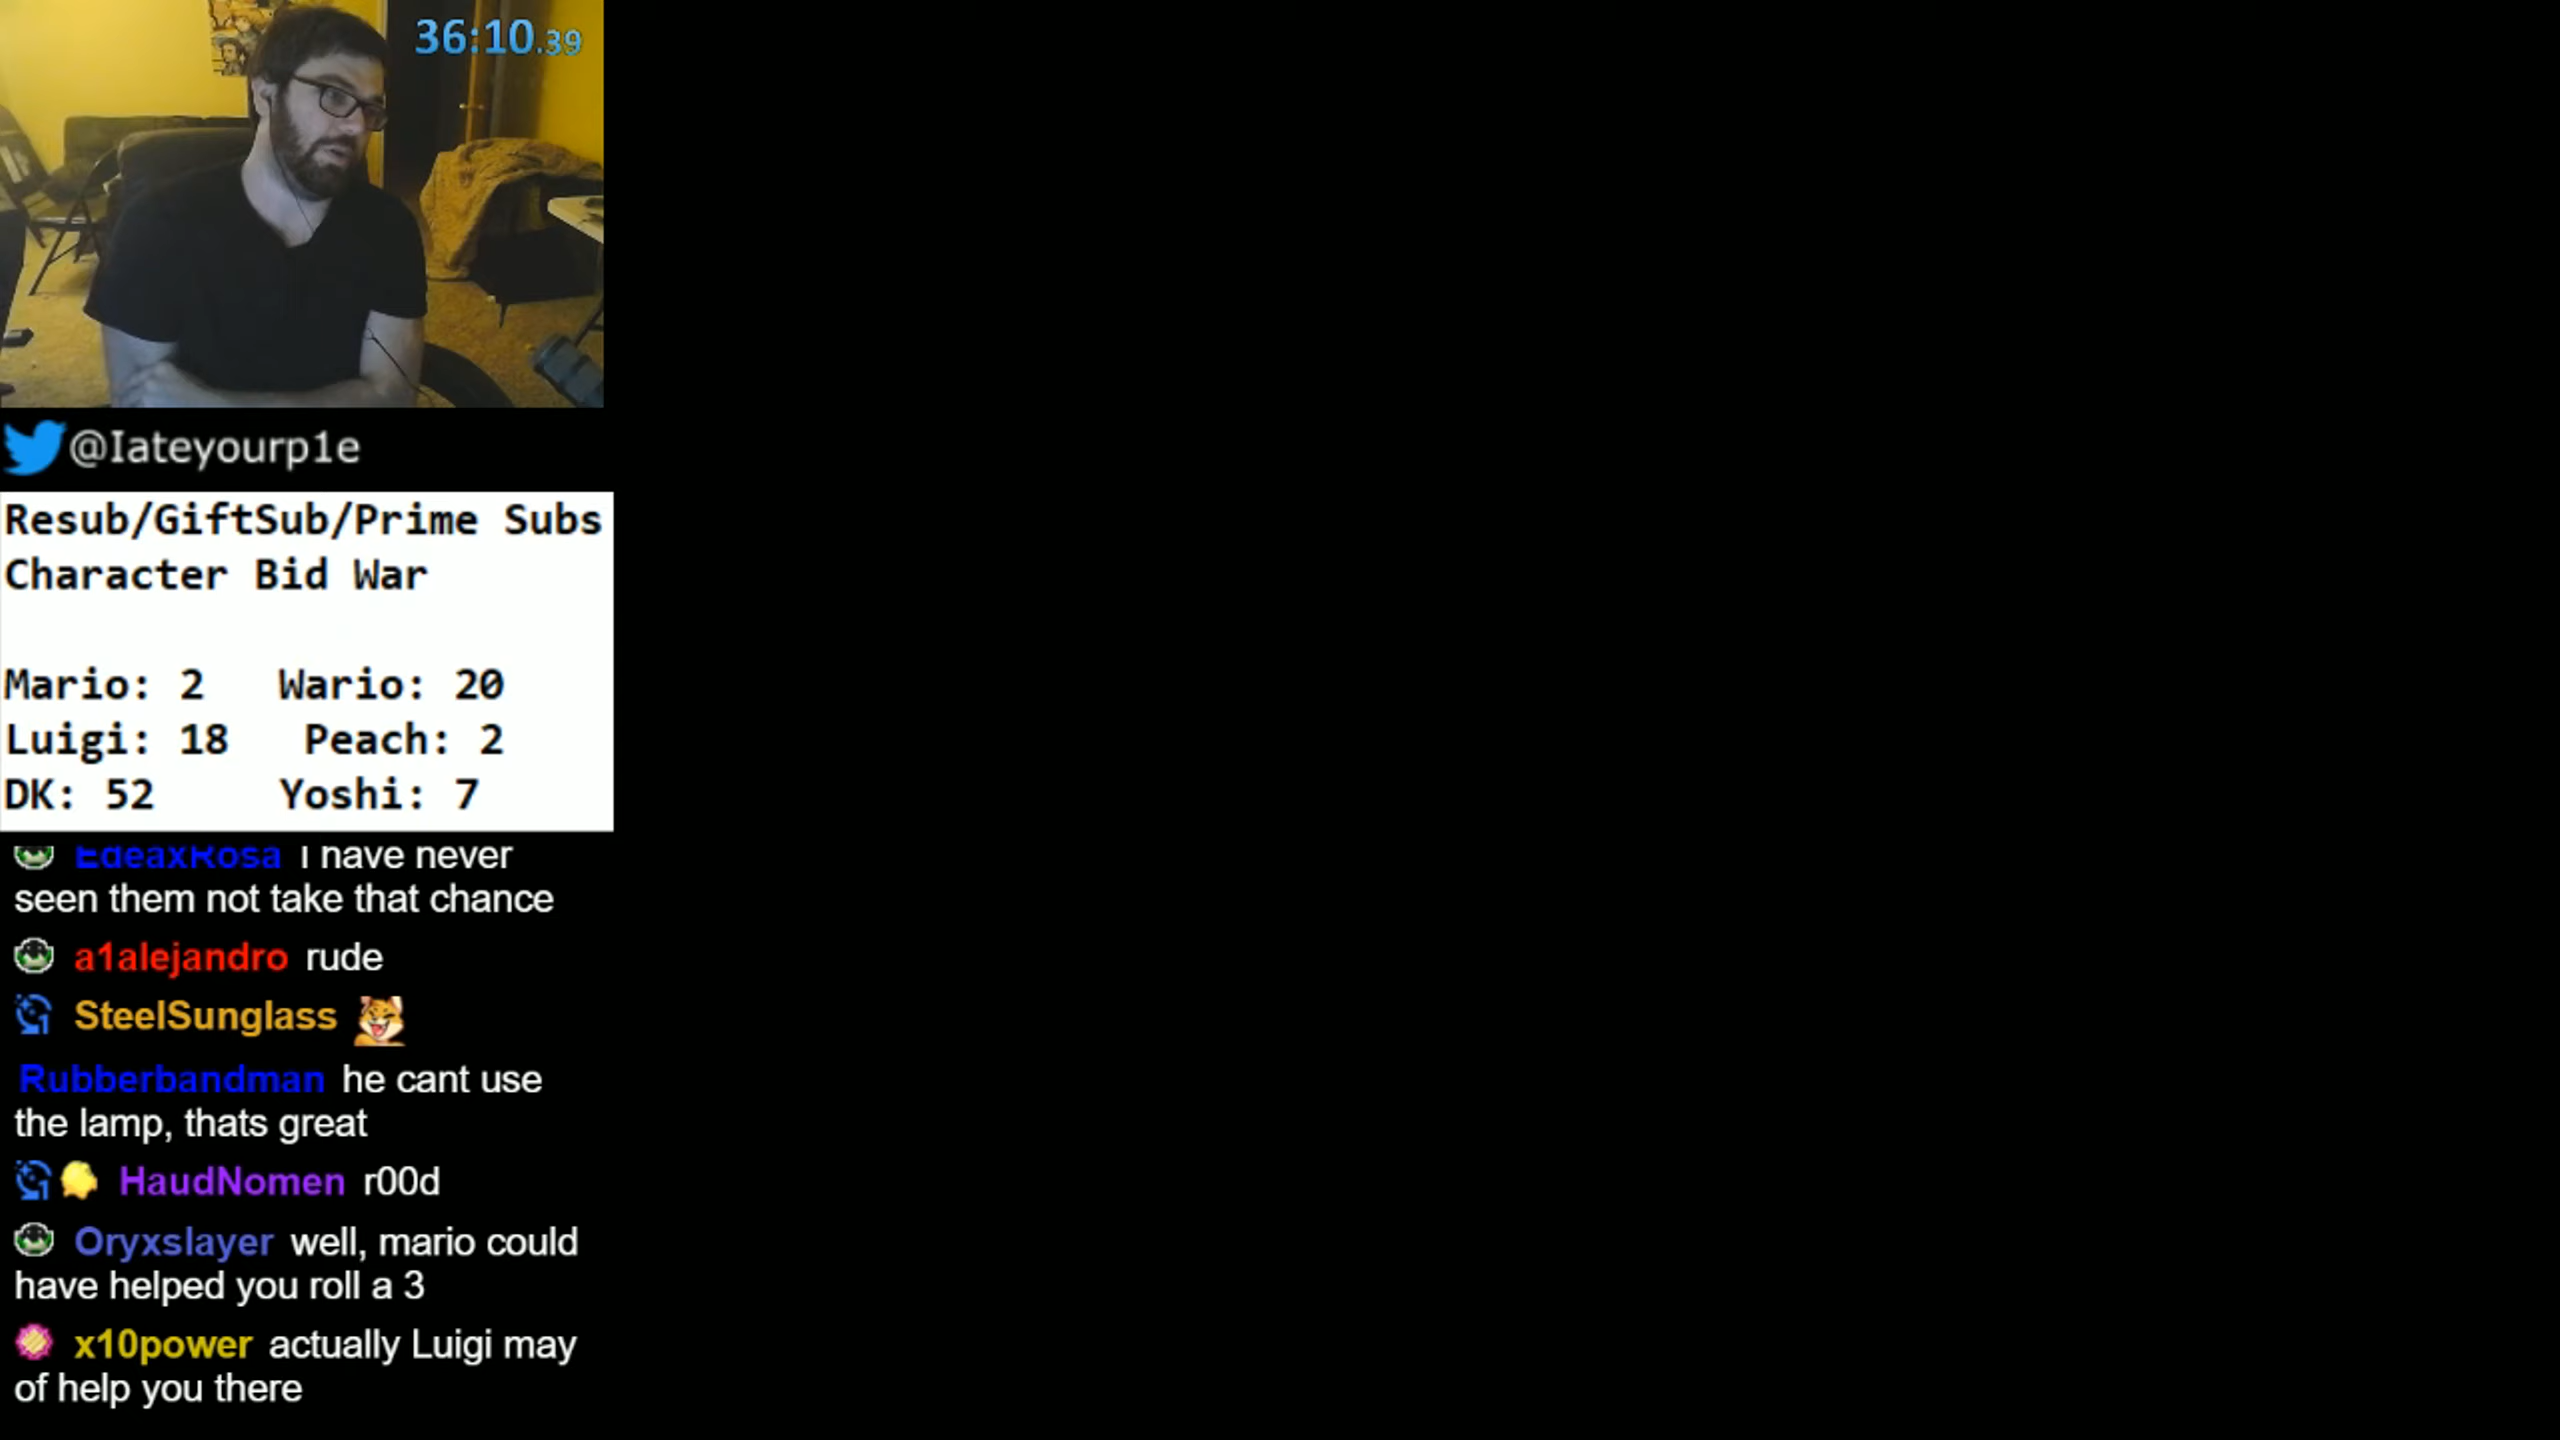 36:10.39
@Iateyourp1e
Resub/GiftSub/Prime Subs
Character Bid War
Mario: 2 Wario: 20
Luigi: 18 Peach: 2
DK: 52 Yoshi: 7
EdeaxRosa I have never
seen them not take that chance
a1alejandro rude
SteelSunglass
Rubberbandman he cant use
the lamp, thats great
HaudNomen r00d
Oryxslayer well, mario could
have helped you roll a 3
x10power actually Luigi may
of help you there